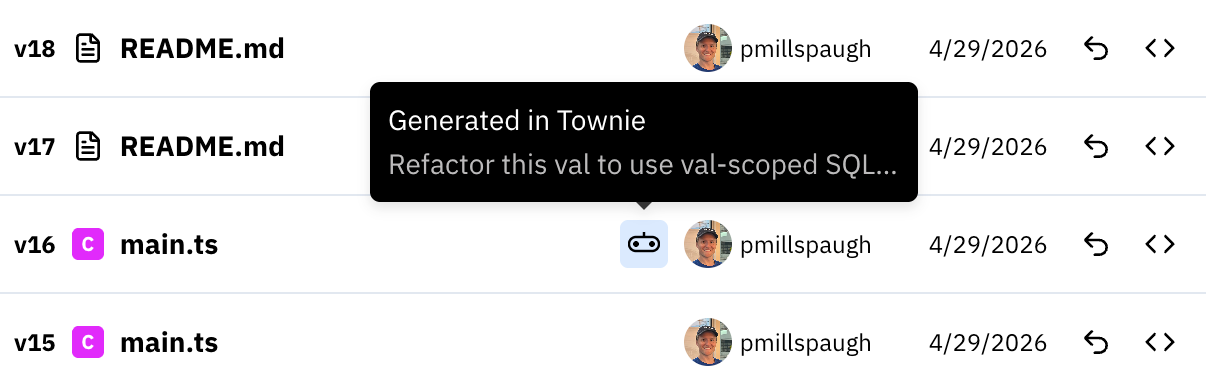 v18 README.md pmillspaugh 4/29/2026
Generated in Townie
Refactor this val to use val-scoped SQL...
v17 README.md 4/29/2026
v16 C main.ts pmillspaugh 4/29/2026
v15 C main.ts pmillspaugh 4/29/2026